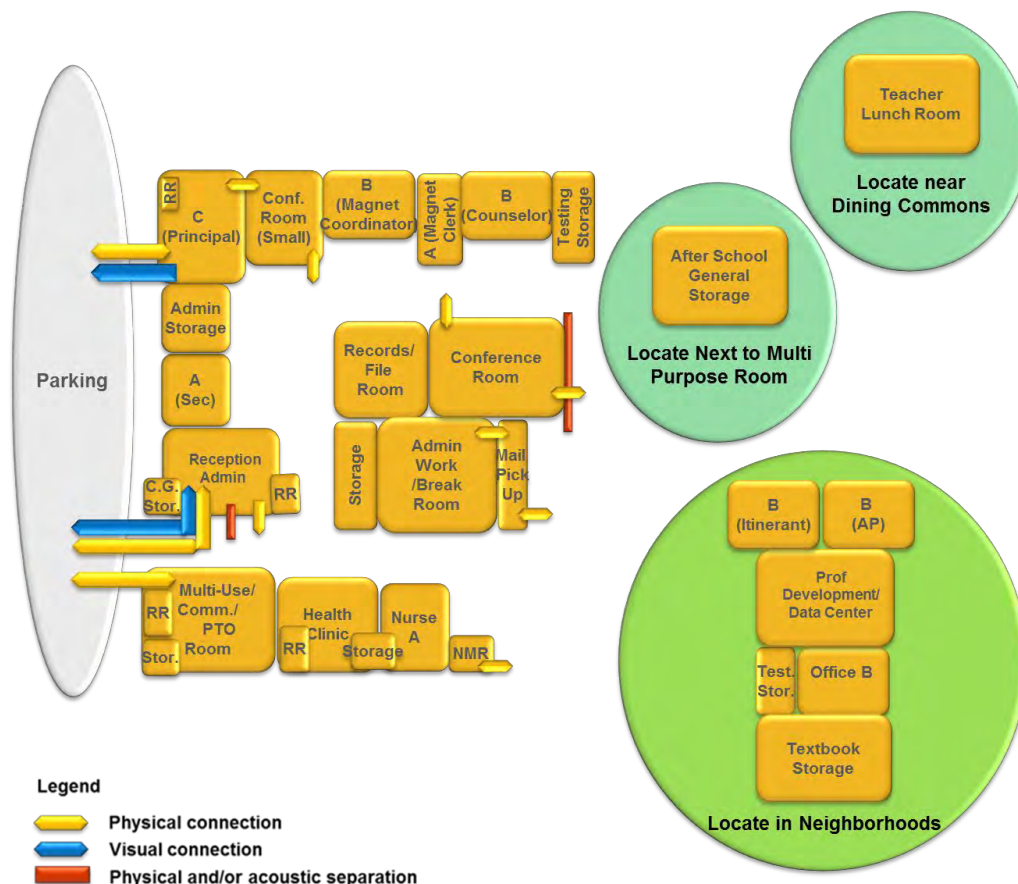 Teacher
Lunch Room
Locate near
Dining Commons
RR
C
(Principal)
Conf.
Room
(Small)
B
(Magnet
Coordinator)
A (Magnet
Clerk)
B
(Counselor)
Testing
Storage
After School
General
Storage
Locate Next to Multi
Purpose Room
Parking
Admin
Storage
A
(Sec)
Records/
File
Room
Conference
Room
Reception
Admin
C.G.
Stor.
RR
Storage
Admin
Work
/Break
Room
Mail
Pick
Up
Multi-Use/
Comm./
PTO
Room
RR
Stor.
Health
Clinic
RR
Storage
Nurse
A
NMR
B
(Itinerant)
B
(AP)
Prof
Development/
Data Center
Test.
Stor.
Office B
Textbook
Storage
Locate in Neighborhoods
Legend
Physical connection
Visual connection
Physical and/or acoustic separation